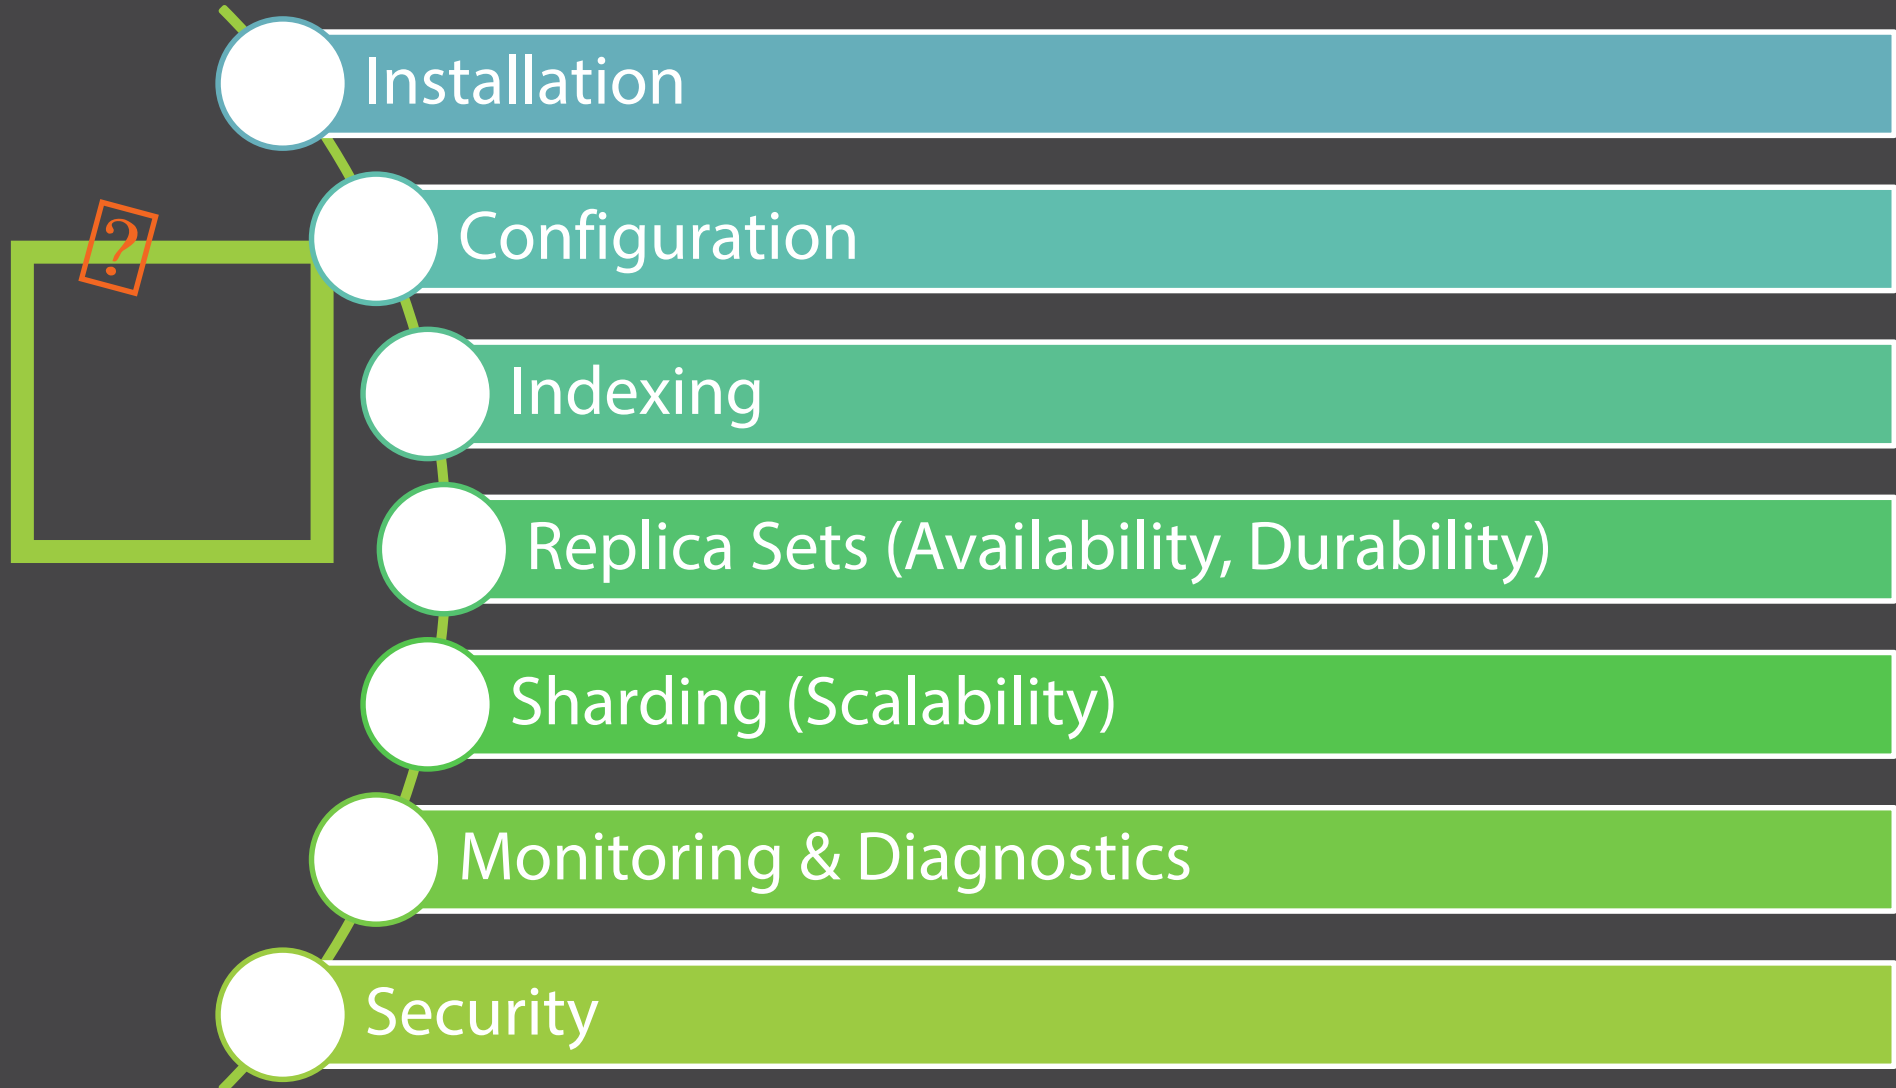 Installation
Configuration
Indexing
Replica Sets (Availability, Durability)
Sharding (Scalability)
Monitoring & Diagnostics
Security